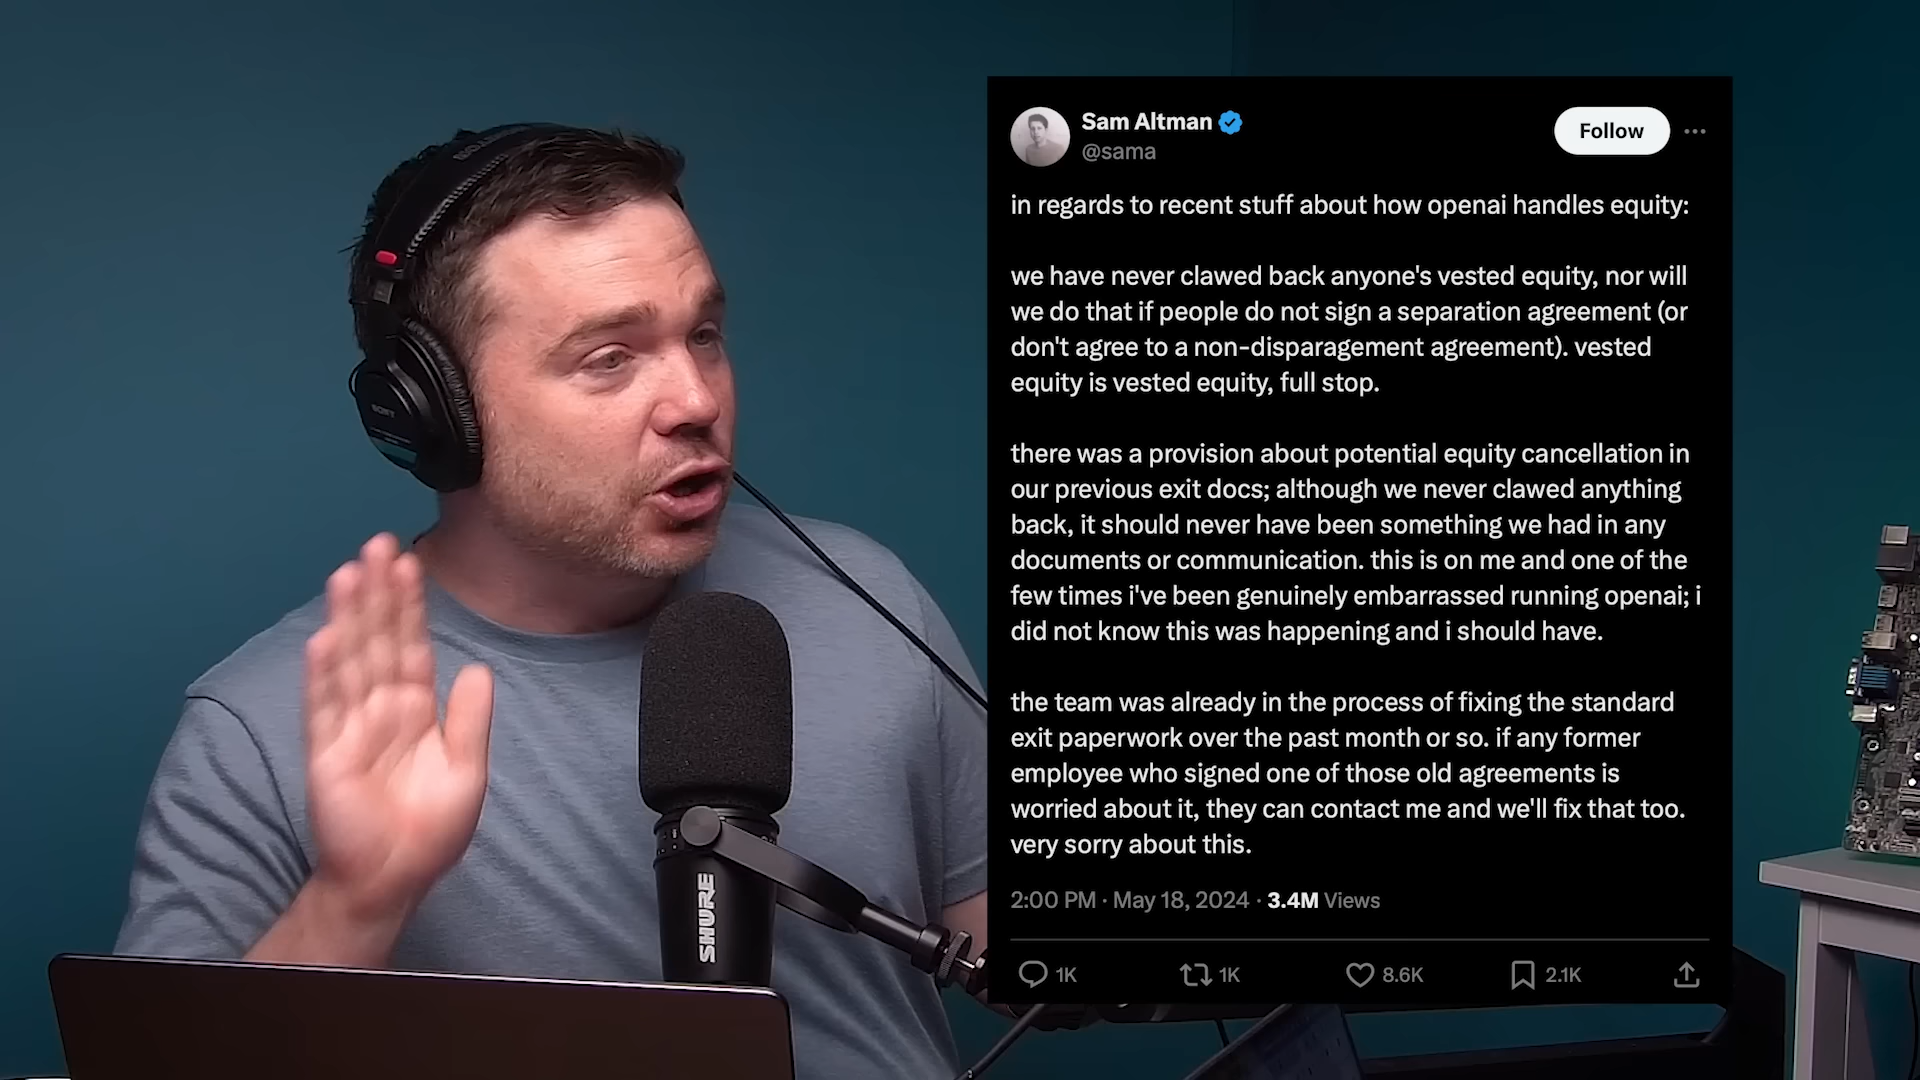 Sam Altman
@sama
Follow
in regards to recent stuff about how openai handles equity:
we have never clawed back anyone's vested equity, nor will
we do that if people do not sign a separation agreement (or
don't agree to a non-disparagement agreement). vested
equity is vested equity, full stop.
there was a provision about potential equity cancellation in
our previous exit docs; although we never clawed anything
back, it should never have been something we had in any
documents or communication. this is on me and one of the
few times i've been genuinely embarrassed running openai; i
did not know this was happening and i should have.
the team was already in the process of fixing the standard
exit paperwork over the past month or so. if any former
employee who signed one of those old agreements is
worried about it, they can contact me and we'll fix that too.
very sorry about this.
2:00 PM · May 18, 2024 · 3.4M Views
1K 1K 8.6K 2.1K
SONY
SHURE